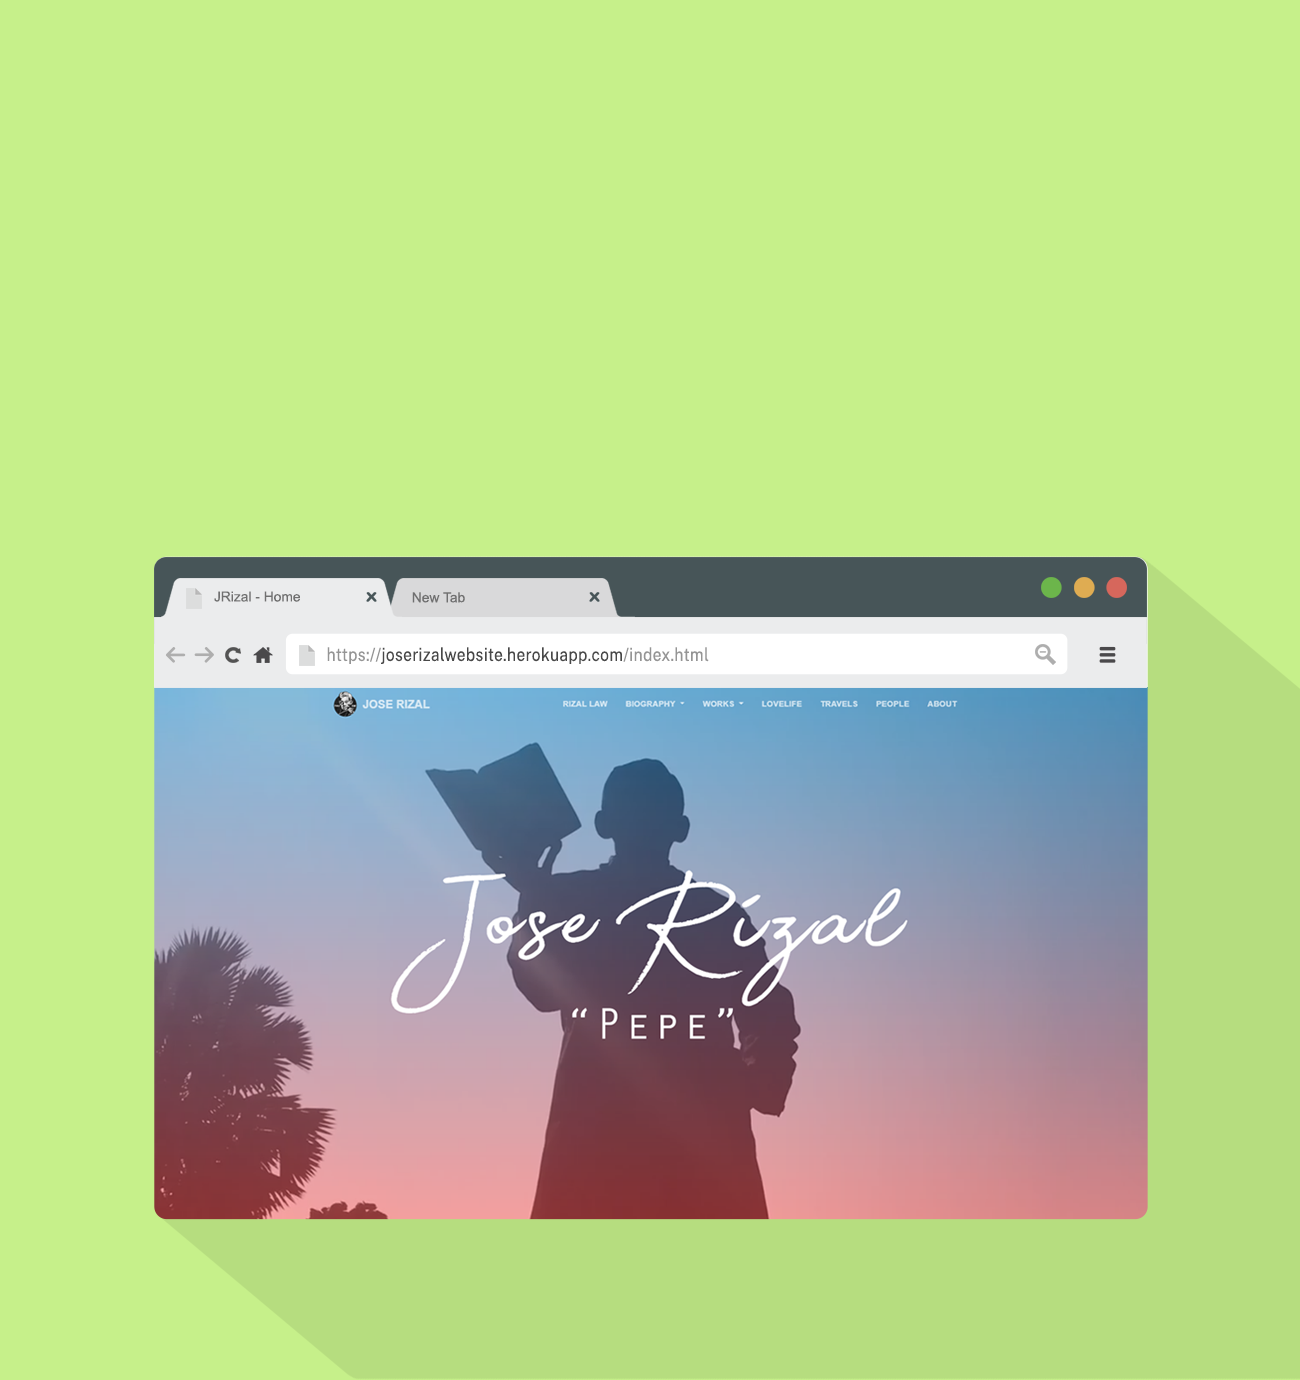 JRizal - Home
New Tab
https://joserizalwebsite.herokuapp.com/index.html
JOSE RIZAL
RIZAL LAW BIOGRAPHY WORKS LOVELIFE TRAVELS PEOPLE ABOUT
Jose Rizal
“PEPE”